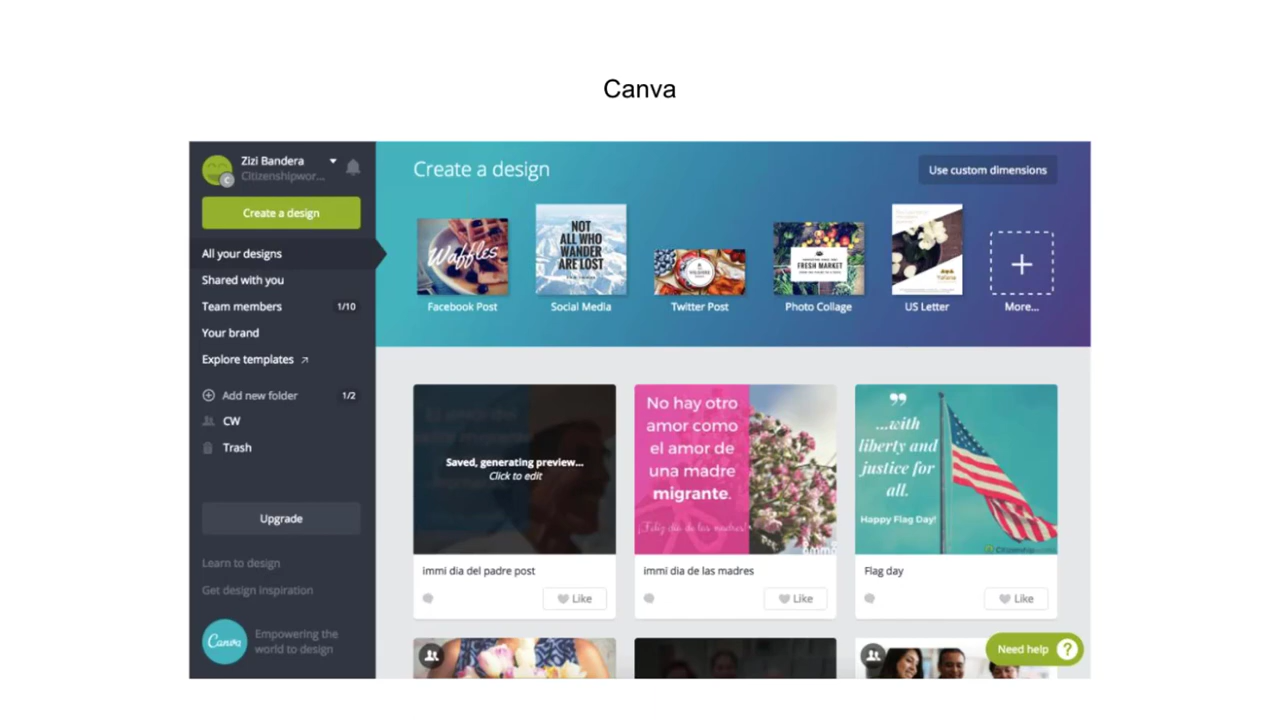 Canva
Zizi Bandera
Citizenshipwor...
C
Create a design
All your designs
Shared with you
Team members 1/10
Your brand
Explore templates
Add new folder 1/2
CW
Trash
Upgrade
Learn to design
Get design inspiration
Canva
Empowering the
world to design
Create a design
Use custom dimensions
Waffles
NOT
ALL WHO
WANDER
ARE LOST
FRESH MARKET
Facebook Post
Social Media
Twitter Post
Photo Collage
US Letter
More...
Saved, generating preview...
Click to edit
immi dia del padre post
Like
No hay otro
amor como
el amor de
una madre
migrante.
¡Feliz día de las madres!
immi dia de las madres
Like
...with
liberty and
justice for
all.
Happy Flag Day!
Flag day
Like
Need help ?